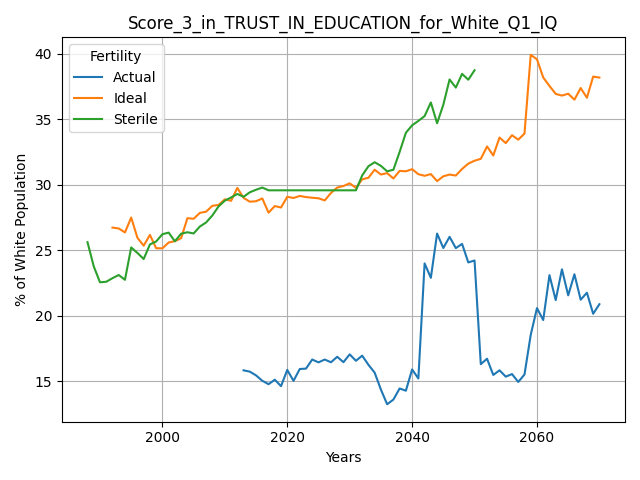 Score_3_in_TRUST_IN_EDUCATION_for_White_Q1_IQ
Fertility
Actual
Ideal
Sterile
% of White Population
40
35
30
25
20
15
2000
2020
2040
2060
Years